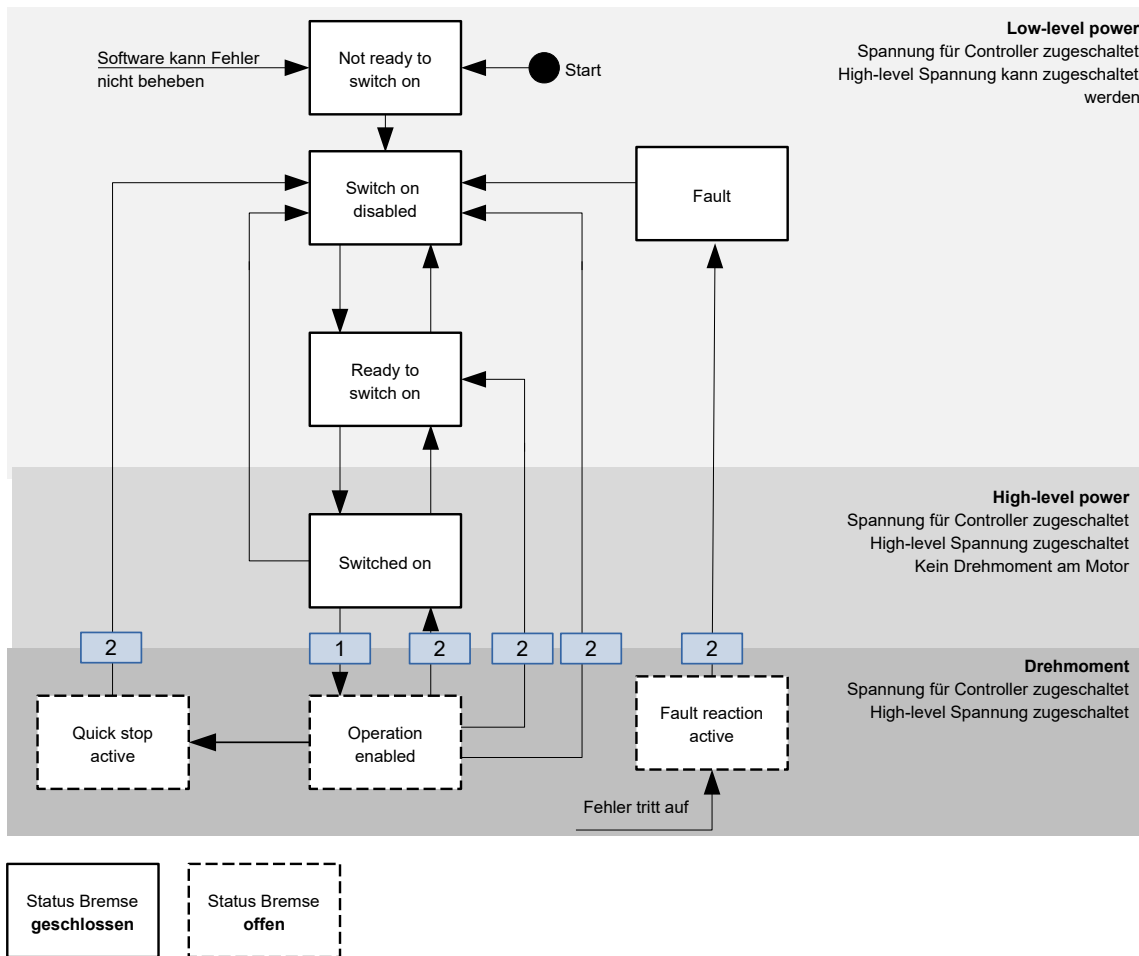 Low-level power
Spannung für Controller zugeschaltet
High-level Spannung kann zugeschaltet
werden
Software kann Fehler
nicht beheben
Not ready to
switch on
Start
Switch on
disabled
Fault
Ready to
switch on
High-level power
Spannung für Controller zugeschaltet
High-level Spannung zugeschaltet
Kein Drehmoment am Motor
Switched on
2
1
2
2
2
2
Drehmoment
Spannung für Controller zugeschaltet
High-level Spannung zugeschaltet
Quick stop
active
Operation
enabled
Fault reaction
active
Fehler tritt auf
Status Bremse
geschlossen
Status Bremse
offen